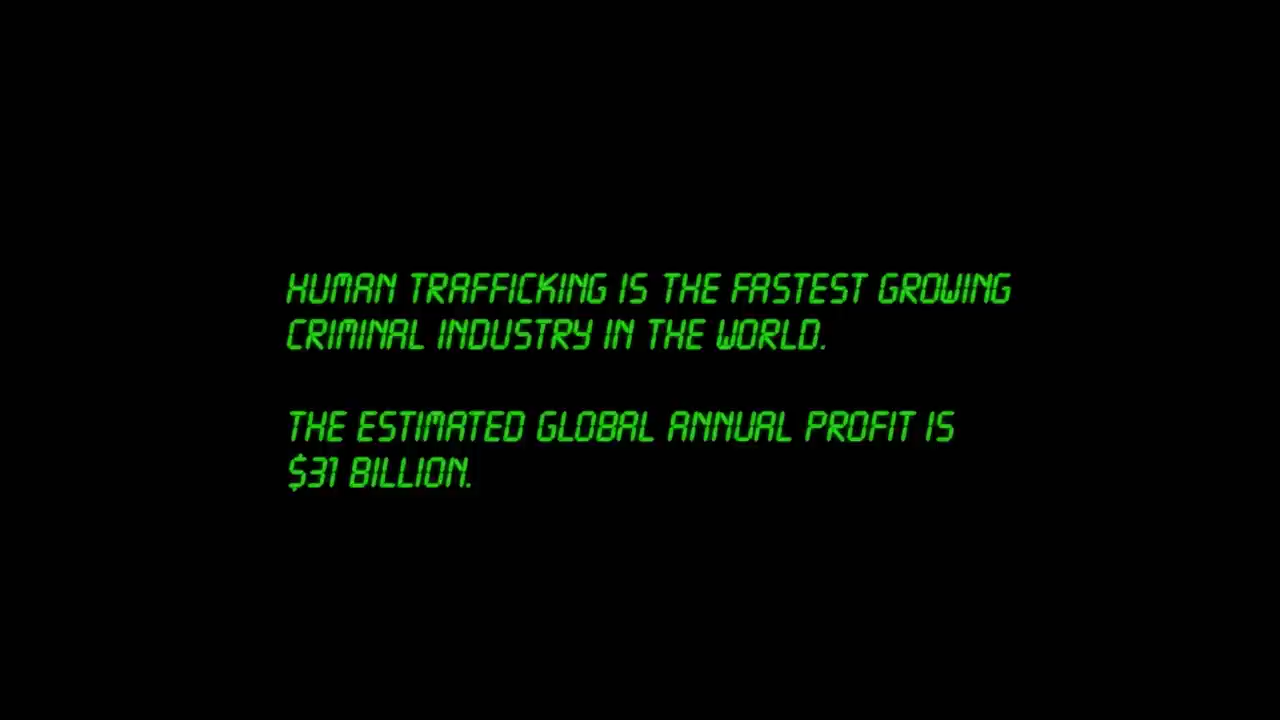 HUMAN TRAFFICKING IS THE FASTEST GROWING
CRIMINAL INDUSTRY IN THE WORLD.
THE ESTIMATED GLOBAL ANNUAL PROFIT IS
$31 BILLION.